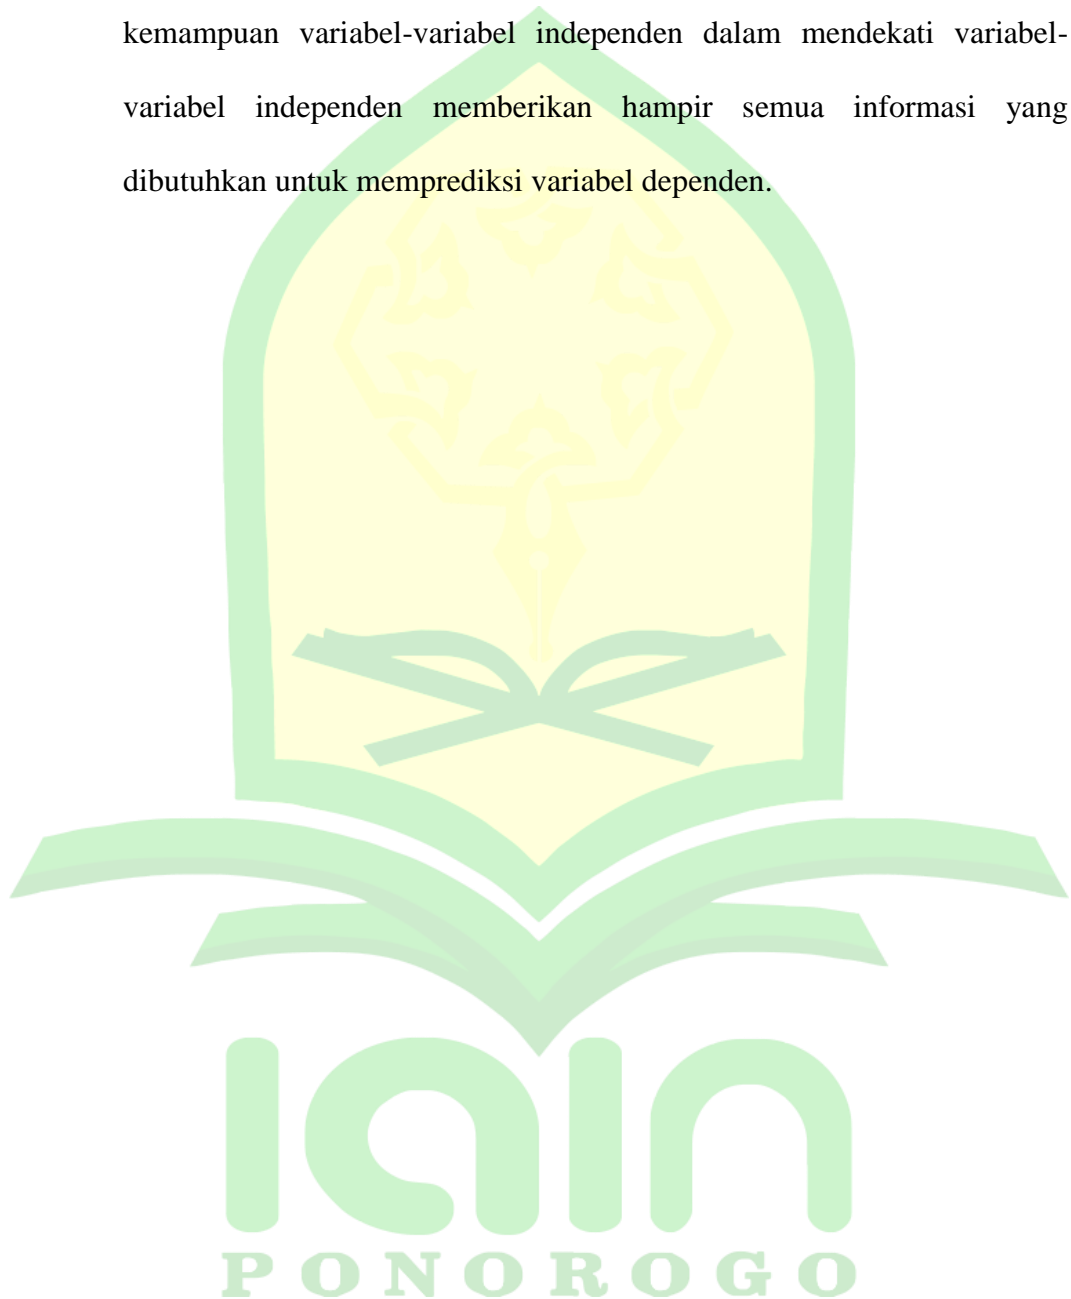 kemampuan variabel-variabel independen dalam mendekati variabel-
variabel independen memberikan hampir semua informasi yang
dibutuhkan untuk memprediksi variabel dependen.
iain
PONOROGO